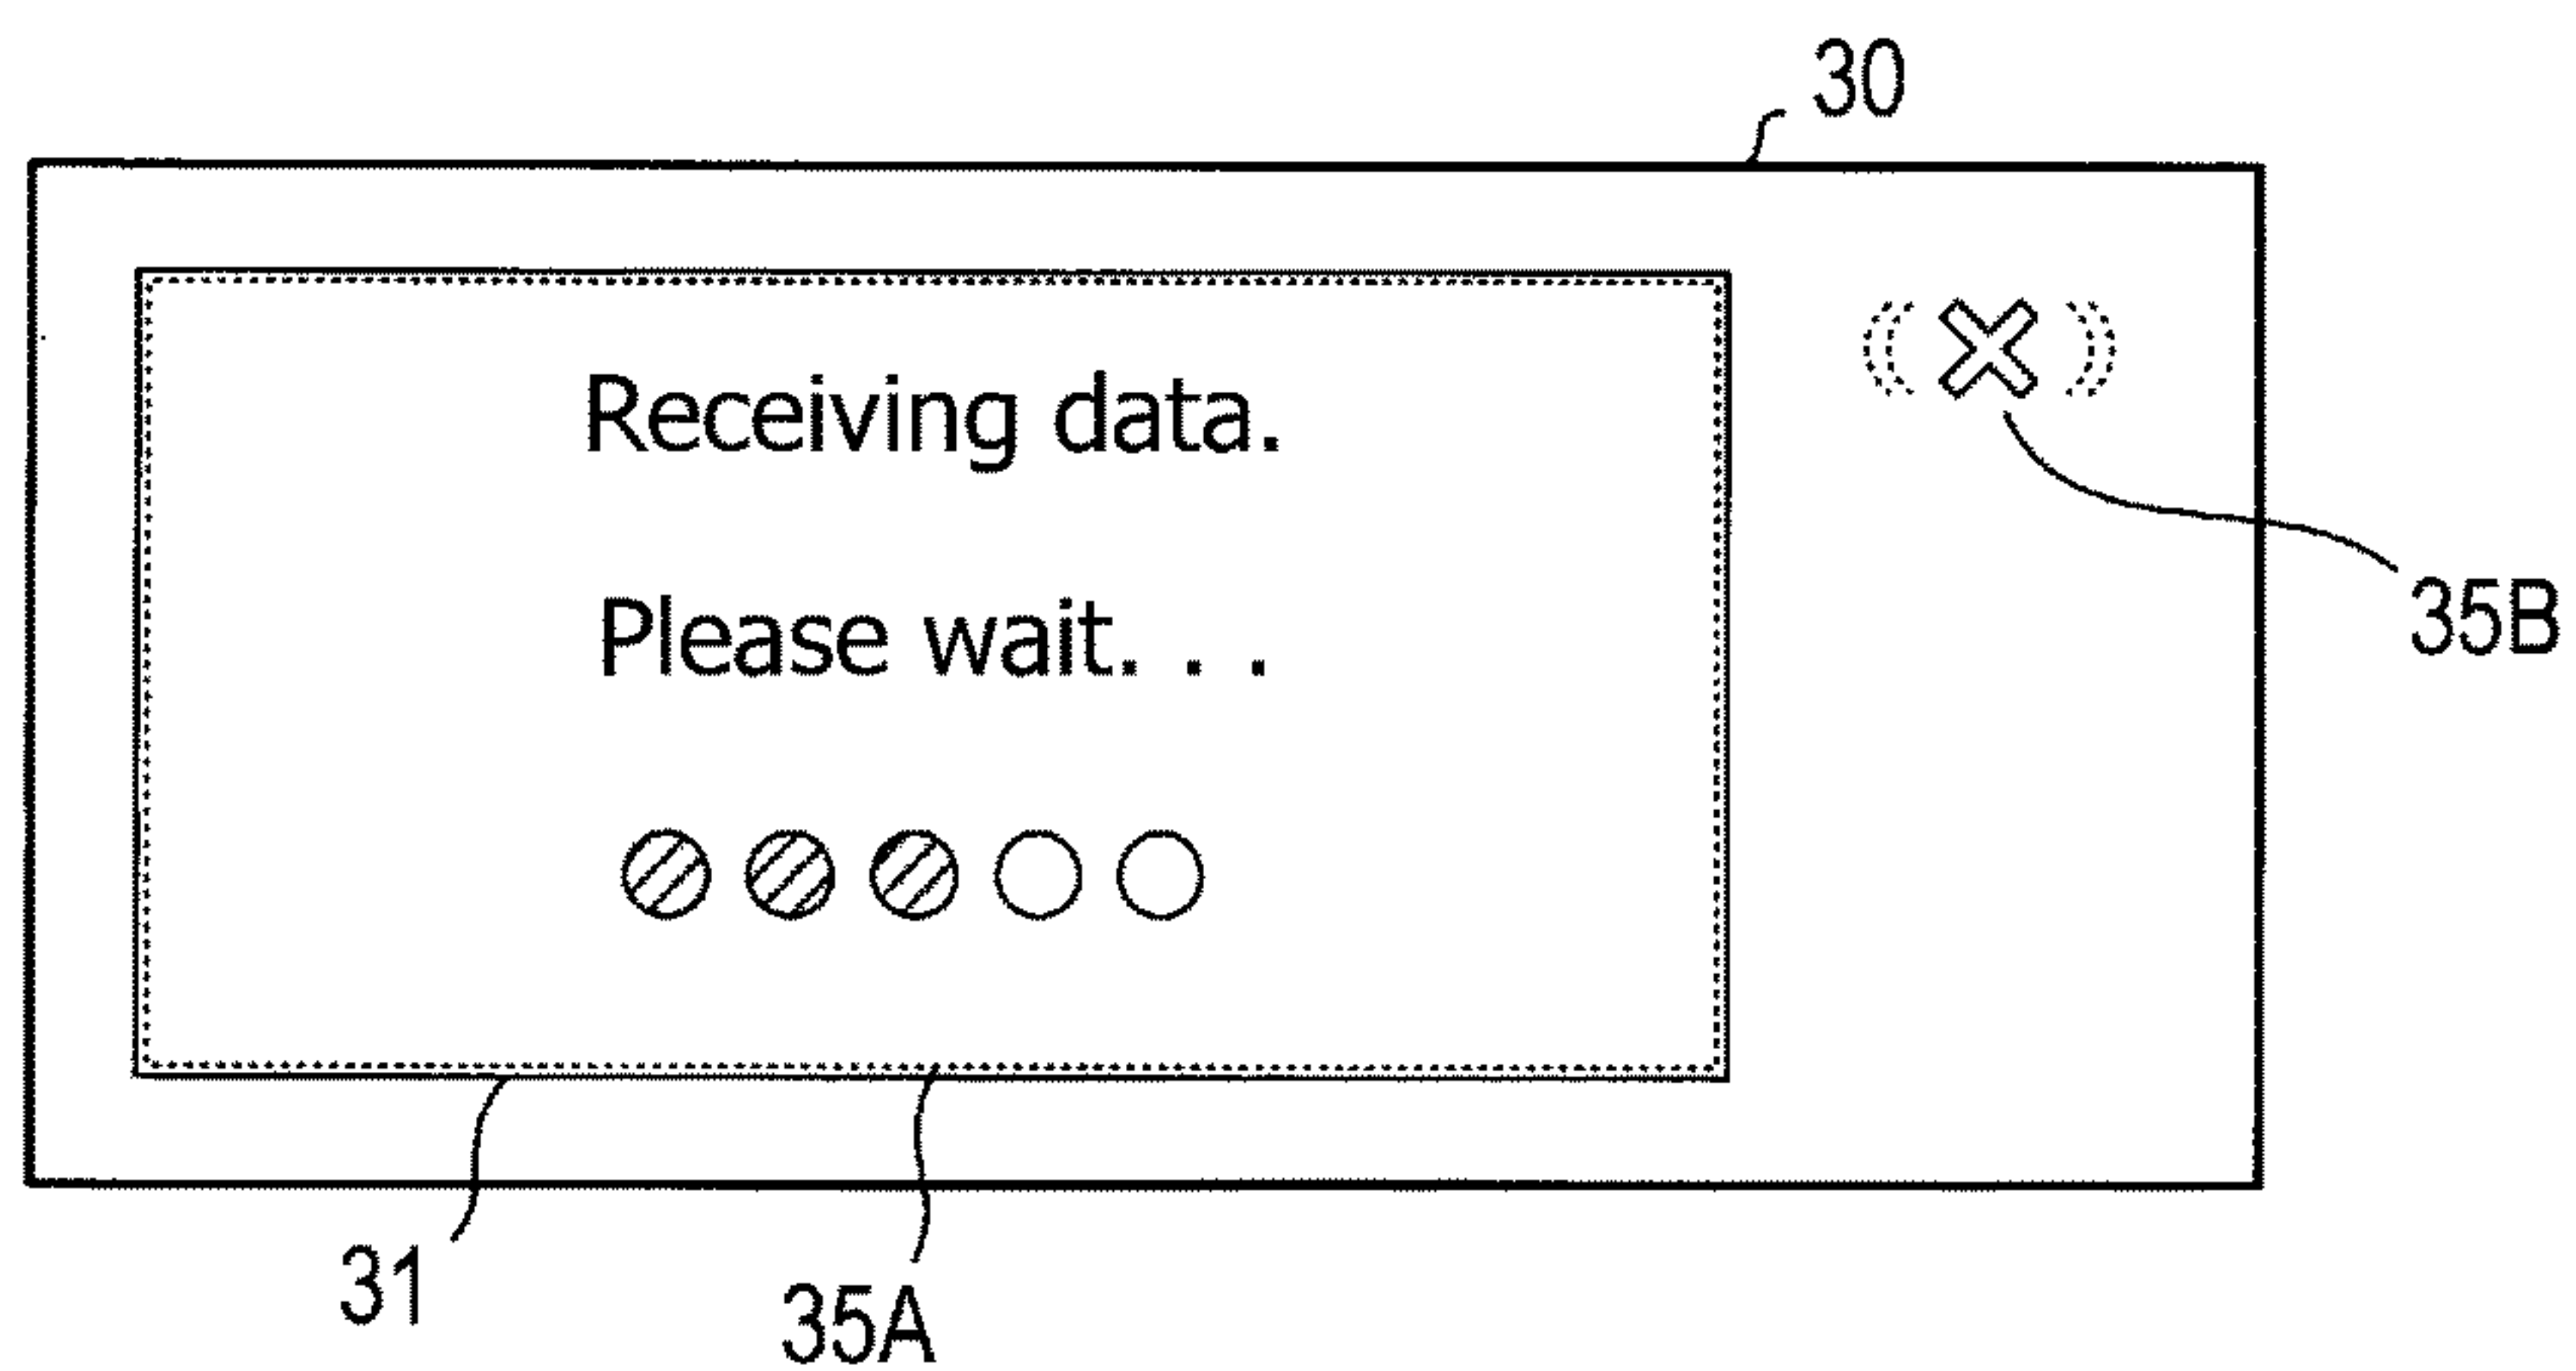 30
Receiving data.
Please wait. . .
35B
31
35A